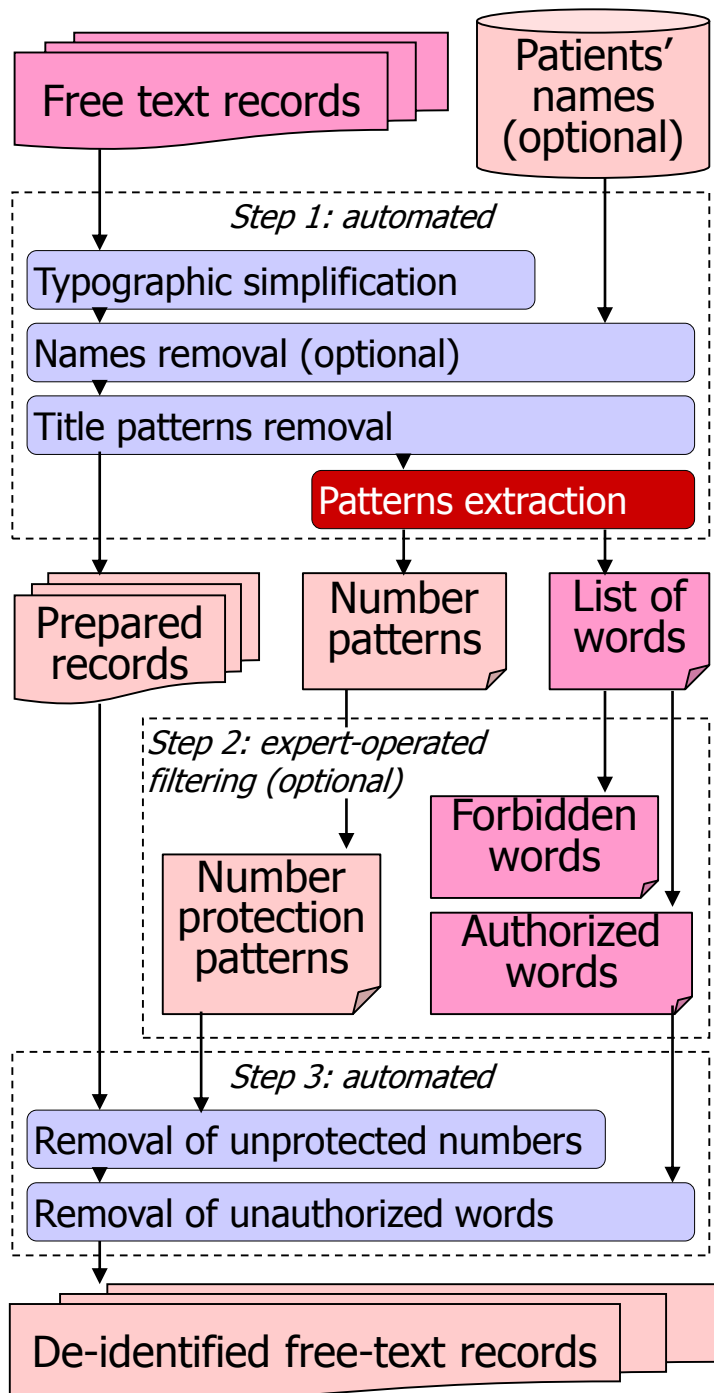 Free text records
Patients’
names
(optional)
Step 1: automated
Typographic simplification
Names removal (optional)
Title patterns removal
Patterns extraction
Prepared
records
Number
patterns
List of
words
Step 2: expert-operated
filtering (optional)
Forbidden
words
Number
protection
patterns
Authorized
words
Step 3: automated
Removal of unprotected numbers
Removal of unauthorized words
De-identified free-text records